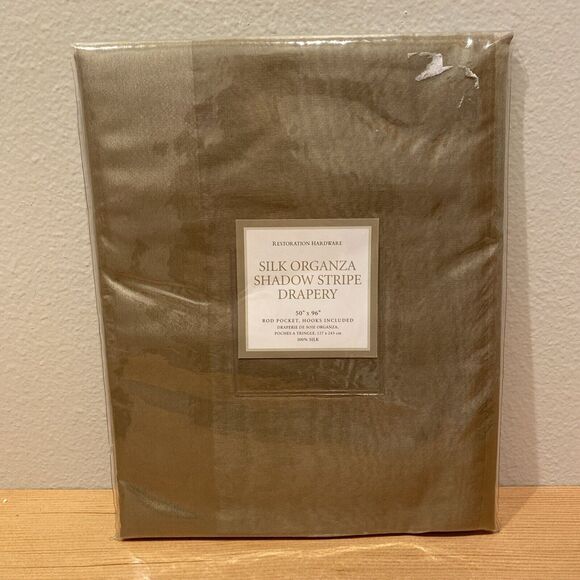 RESTORATION HARDWARE
SILK ORGANZA
SHADOW STRIPE
DRAPERY
50" x 96"
ROD POCKET, HOOKS INCLUDED
DRAPERIE DE SOIE ORGANZA,
POCHES A TRINGLE, 127 x 243 cm
100% SILK